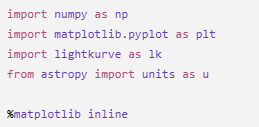 import numpy as np
import matplotlib.pyplot as plt
import lightkurve as lk
from astropy import units as u
%matplotlib inline